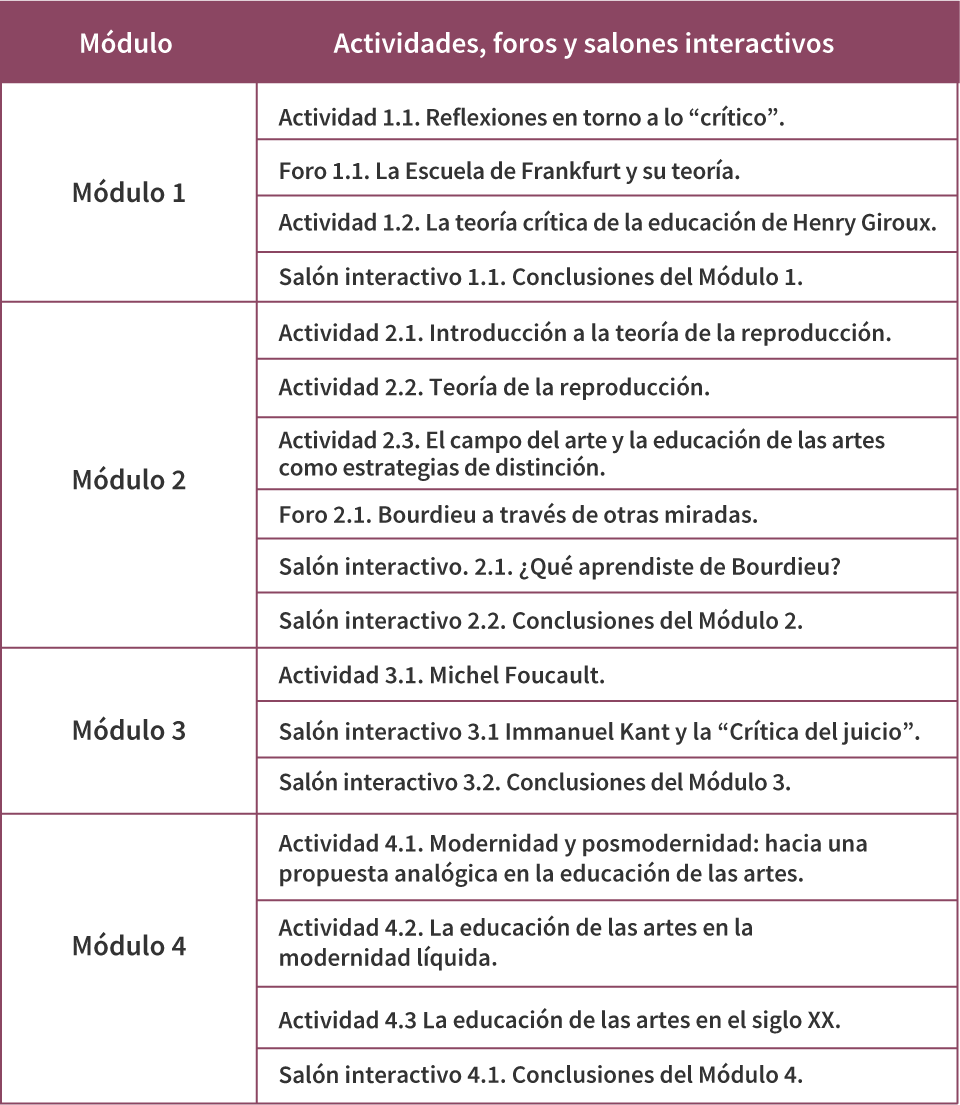 Módulo
Actividades, foros y salones interactivos
Módulo 1
Actividad 1.1. Reflexiones en torno a lo “crítico”.
Foro 1.1. La Escuela de Frankfurt y su teoría.
Actividad 1.2. La teoría crítica de la educación de Henry Giroux.
Salón interactivo 1.1. Conclusiones del Módulo 1.
Módulo 2
Actividad 2.1. Introducción a la teoría de la reproducción.
Actividad 2.2. Teoría de la reproducción.
Actividad 2.3. El campo del arte y la educación de las artes
como estrategias de distinción.
Foro 2.1. Bourdieu a través de otras miradas.
Salón interactivo. 2.1. ¿Qué aprendiste de Bourdieu?
Salón interactivo 2.2. Conclusiones del Módulo 2.
Módulo 3
Actividad 3.1. Michel Foucault.
Salón interactivo 3.1 Immanuel Kant y la “Crítica del juicio”.
Salón interactivo 3.2. Conclusiones del Módulo 3.
Módulo 4
Actividad 4.1. Modernidad y posmodernidad: hacia una
propuesta analógica en la educación de las artes.
Actividad 4.2. La educación de las artes en la
modernidad líquida.
Actividad 4.3 La educación de las artes en el siglo XX.
Salón interactivo 4.1. Conclusiones del Módulo 4.